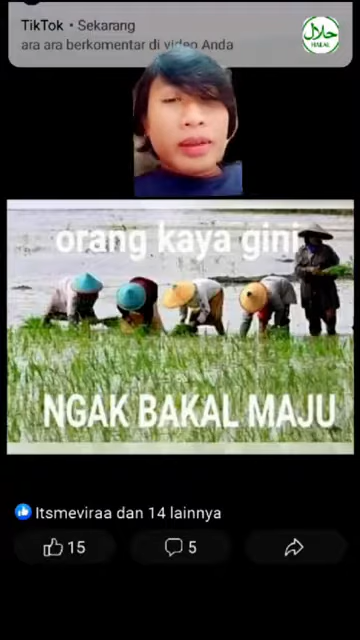 TikTok • Sekarang
ara ara berkomentar di video Anda
حلال
HALAL
orang kaya gini
NGAK BAKAL MAJU
Itsmeviraa dan 14 lainnya
15
5